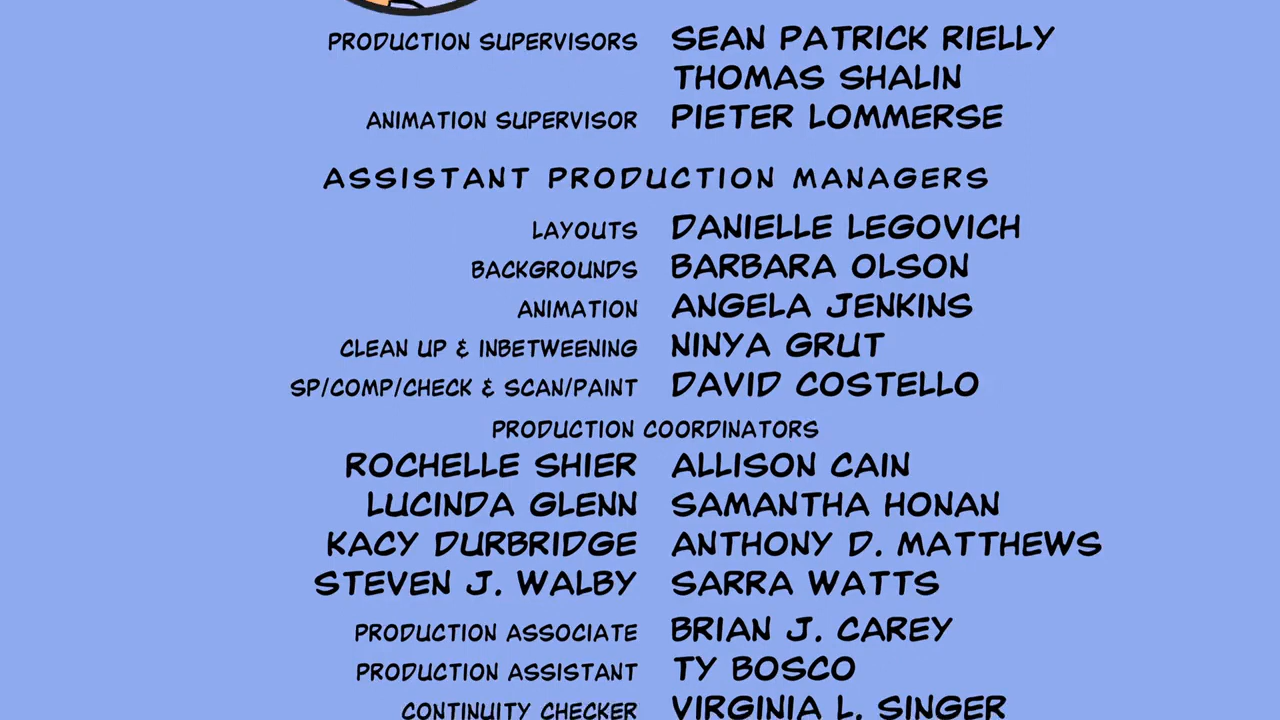 PRODUCTION SUPERVISORS SEAN PATRICK RIELLY
THOMAS SHALIN
ANIMATION SUPERVISOR PIETER LOMMERSE
ASSISTANT PRODUCTION MANAGERS
LAYOUTS DANIELLE LEGOVICH
BACKGROUNDS BARBARA OLSON
ANIMATION ANGELA JENKINS
CLEAN UP & INBETWEENING NINYA GRUT
SP/COMP/CHECK & SCAN/PAINT DAVID COSTELLO
PRODUCTION COORDINATORS
ROCHELLE SHIER ALLISON CAIN
LUCINDA GLENN SAMANTHA HONAN
KACY DURBRIDGE ANTHONY D. MATTHEWS
STEVEN J. WALBY SARRA WATTS
PRODUCTION ASSOCIATE BRIAN J. CAREY
PRODUCTION ASSISTANT TY BOSCO
CONTINUITY CHECKER VIRGINIA L. SINGER